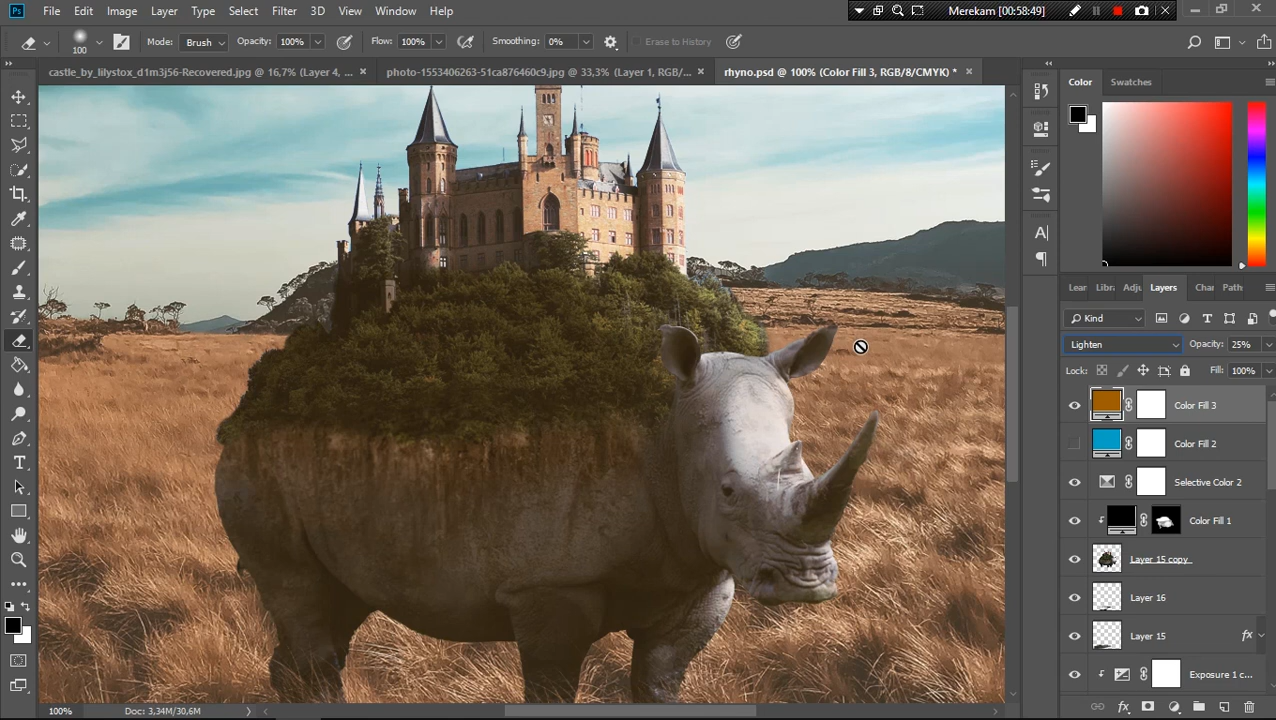 Ps File Edit Image Layer Type Select Filter 3D View Window Help Merekam [00:58:49]
100 Mode: Brush Opacity: 100% Flow: 100% Smoothing: 0% Erase to History
castle_by_lilystox_d1m3j56-Recovered.jpg @ 16,7% (Layer 4, ... photo-1553406263-51ca876460c9.jpg @ 33,3% (Layer 1, RGB/... rhyno.psd @ 100% (Color Fill 3, RGB/8/CMYK) *
Color Swatches
Lear Libr Adju Layers Char Path
Kind
Lighten Opacity: 25%
Lock: Fill: 100%
Color Fill 3
Color Fill 2
Selective Color 2
Color Fill 1
Layer 15 copy
Layer 16
Layer 15 fx
Exposure 1 c...
100% Doc: 3,34M/30,6M